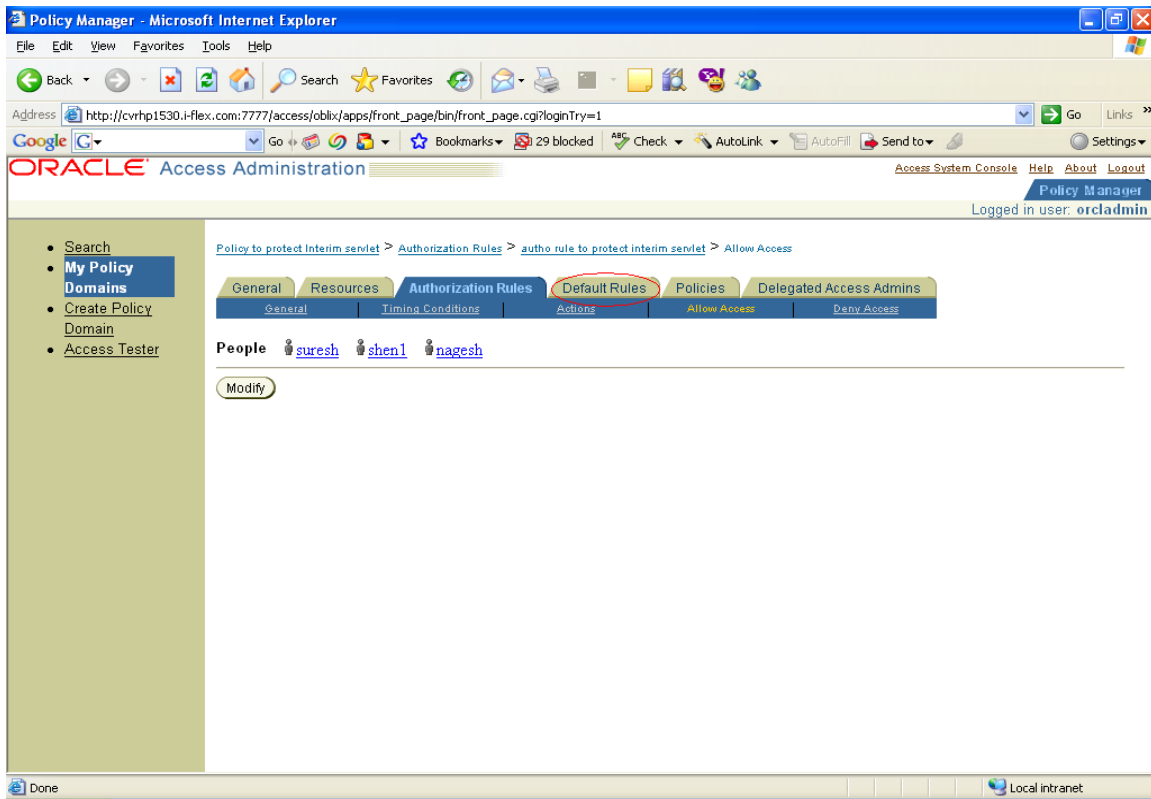 Policy Manager - Microsoft Internet Explorer
File Edit View Favorites Tools Help
Back Search Favorites
Address http://cvrhp1530.i-flex.com:7777/access/oblix/apps/front_page/bin/front_page.cgi?loginTry=1 Go Links »
Google G Go Bookmarks 29 blocked ABC Check AutoLink AutoFill Send to Settings
ORACLE Access Administration
Access System Console Help About Logout
Policy Manager
Logged in user: orcladmin
Search
My Policy
Domains
Create Policy
Domain
Access Tester
Policy to protect Interim servlet > Authorization Rules > autho rule to protect interim servlet > Allow Access
General Resources Authorization Rules Default Rules Policies Delegated Access Admins
General Timing Conditions Actions Allow Access Deny Access
People suresh shen1 nagesh
Modify
Done Local intranet